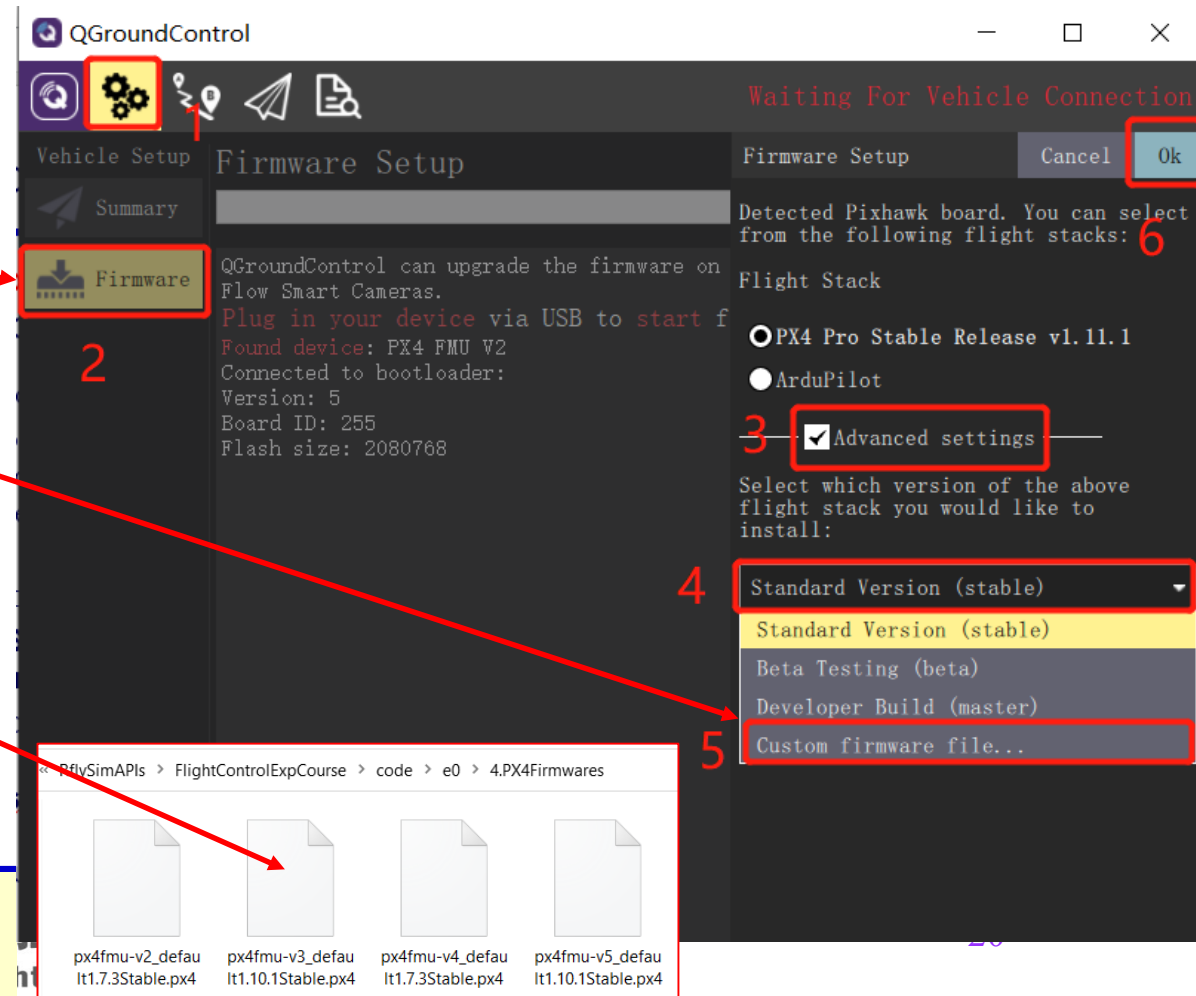 QGroundControl
1
Waiting For Vehicle Connection
Vehicle Setup
Summary
Firmware
2
Firmware Setup
QGroundControl can upgrade the firmware on
Flow Smart Cameras.
Plug in your device via USB to start f
Found device: PX4 FMU V2
Connected to bootloader:
Version: 5
Board ID: 255
Flash size: 2080768
Firmware Setup
Cancel
Ok
Detected Pixhawk board. You can select
from the following flight stacks:
6
Flight Stack
PX4 Pro Stable Release v1.11.1
ArduPilot
3
Advanced settings
Select which version of the above
flight stack you would like to
install:
4
Standard Version (stable)
Standard Version (stable)
Beta Testing (beta)
Developer Build (master)
5
Custom firmware file...
« RflySimAPIs > FlightControlExpCourse > code > e0 > 4.PX4Firmwares
px4fmu-v2_defau
lt1.7.3Stable.px4
px4fmu-v3_defau
lt1.10.1Stable.px4
px4fmu-v4_defau
lt1.7.3Stable.px4
px4fmu-v5_defau
lt1.10.1Stable.px4